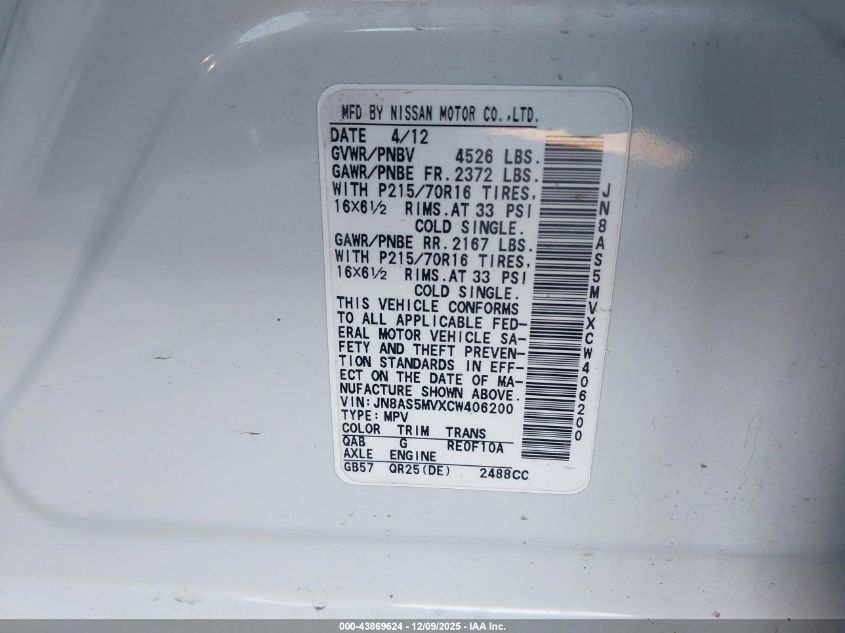 MFD BY NISSAN MOTOR CO.,LTD.
DATE 4/12
GVWR/PNBV 4526 LBS.
GAWR/PNBE FR. 2372 LBS.
WITH P215/70R16 TIRES,
16X6½ RIMS.AT 33 PSI
COLD SINGLE.
GAWR/PNBE RR. 2167 LBS.
WITH P215/70R16 TIRES,
16X6½ RIMS.AT 33 PSI
COLD SINGLE.
THIS VEHICLE CONFORMS
TO ALL APPLICABLE FED-
ERAL MOTOR VEHICLE SA-
FETY AND THEFT PREVEN-
TION STANDARDS IN EFF-
ECT ON THE DATE OF MA-
NUFACTURE SHOWN ABOVE.
VIN:JN8AS5MVXCW406200
TYPE:MPV
COLOR TRIM TRANS
QAB G RE0F10A
AXLE ENGINE
GB57 QR25(DE) 2488CC
JN8AS5MVXCW406200
000-43869624 - 12/09/2025 - IAA Inc.